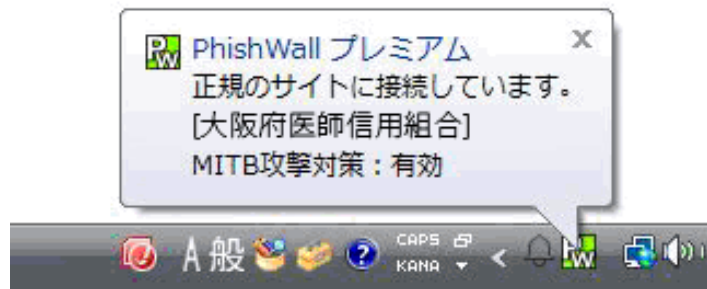 PW PhishWall プレミアム
正規のサイトに接続しています。
[大阪府医師信用組合]
MITB攻撃対策：有効
A 般 ? CAPS KANA < PW